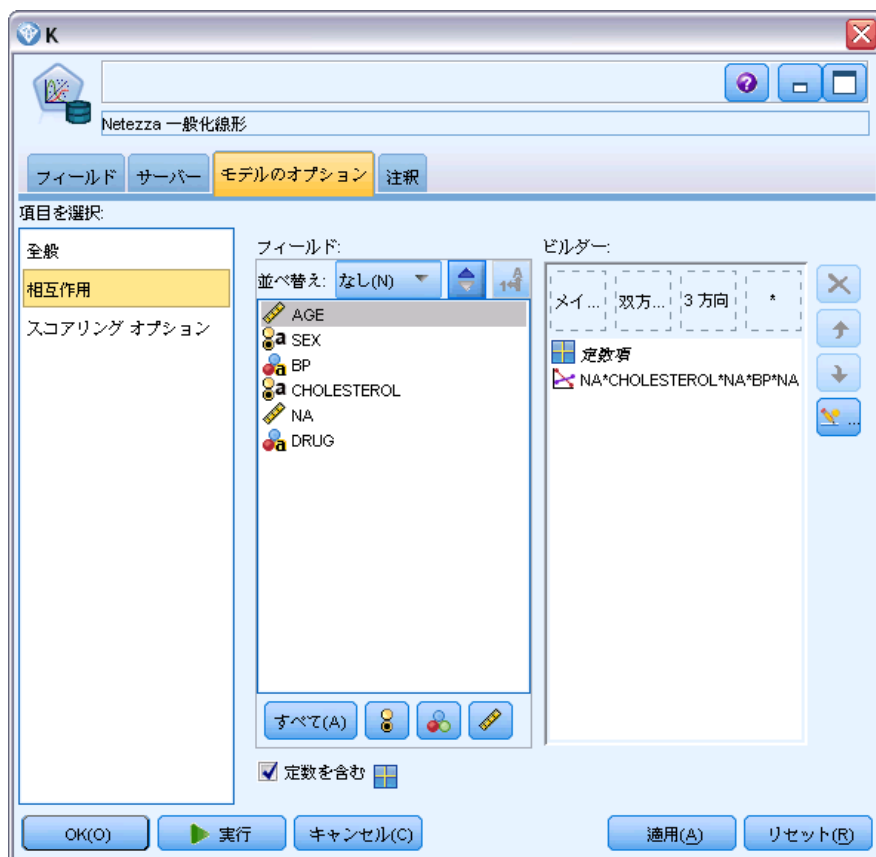 K
Netezza 一般化線形
フィールド サーバー モデルのオプション 注釈
項目を選択:
全般
相互作用
スコアリング オプション
フィールド:
並べ替え: なし(N)
AGE
SEX
BP
CHOLESTEROL
NA
DRUG
すべて(A)
定数を含む
ビルダー:
メイ... 双方... 3 方向 *
定数項
NA*CHOLESTEROL*NA*BP*NA
...
OK(O) 実行 キャンセル(C) 適用(A) リセット(R)